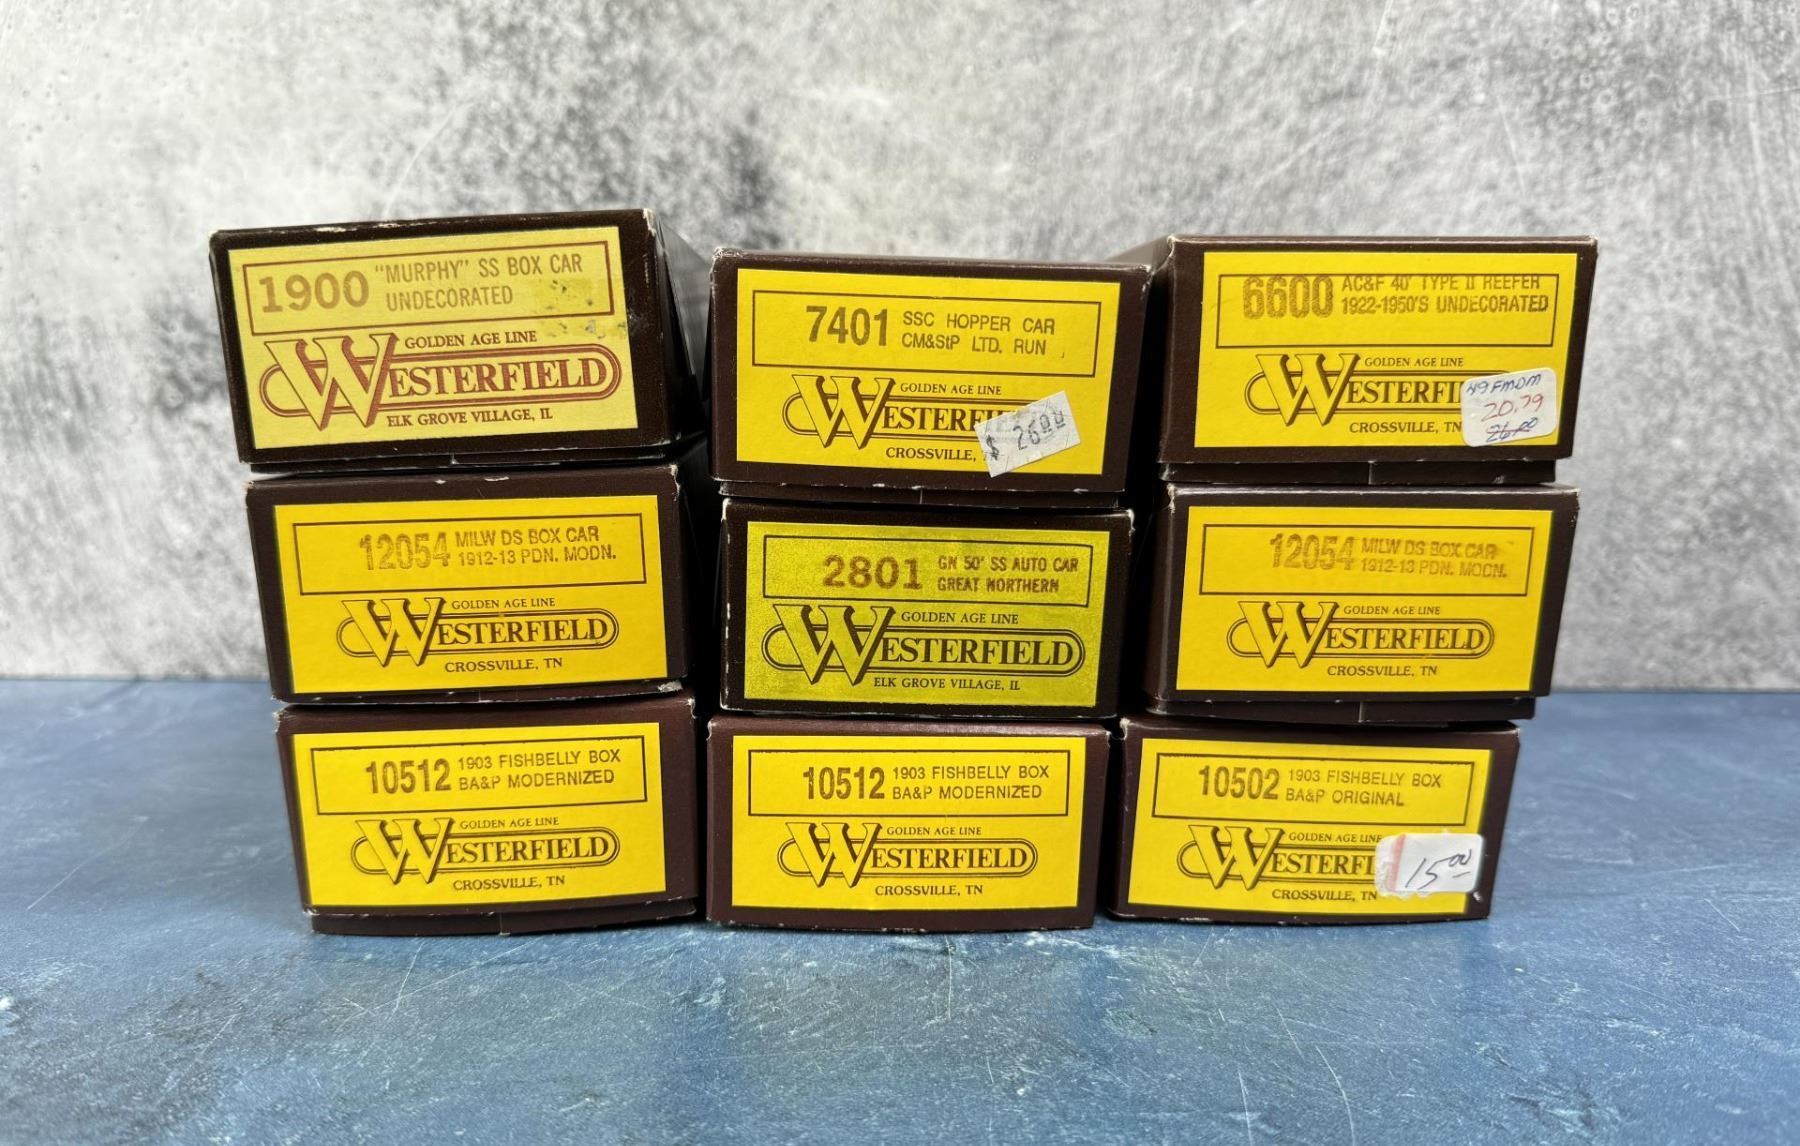 1900 "MURPHY" SS BOX CAR
UNDECORATED
GOLDEN AGE LINE
WESTERFIELD
ELK GROVE VILLAGE, IL
7401 SSC HOPPER CAR
CM&StP LTD. RUN
GOLDEN AGE LINE
WESTERFIE
CROSSVILLE,
$ 26.00
6600 AC&F 40' TYPE II REEFER
1922-1950'S UNDECORATED
GOLDEN AGE LINE
WESTERFI
CROSSVILLE, TN
20.79
12054 MILW DS BOX CAR
1912-13 PDN. MODN.
GOLDEN AGE LINE
WESTERFIELD
CROSSVILLE, TN
2801 GN 50' SS AUTO CAR
GREAT NORTHERN
GOLDEN AGE LINE
WESTERFIELD
ELK GROVE VILLAGE, IL
12054 MILW DS BOX CAR
1912-13 PDN. MODN.
GOLDEN AGE LINE
WESTERFIELD
CROSSVILLE, TN
10512 1903 FISHBELLY BOX
BA&P MODERNIZED
GOLDEN AGE LINE
WESTERFIELD
CROSSVILLE, TN
10512 1903 FISHBELLY BOX
BA&P MODERNIZED
GOLDEN AGE LINE
WESTERFIELD
CROSSVILLE, TN
10502 1903 FISHBELLY BOX
BA&P ORIGINAL
GOLDEN AGE LINE
WESTERFI
CROSSVILLE, TN
15.00